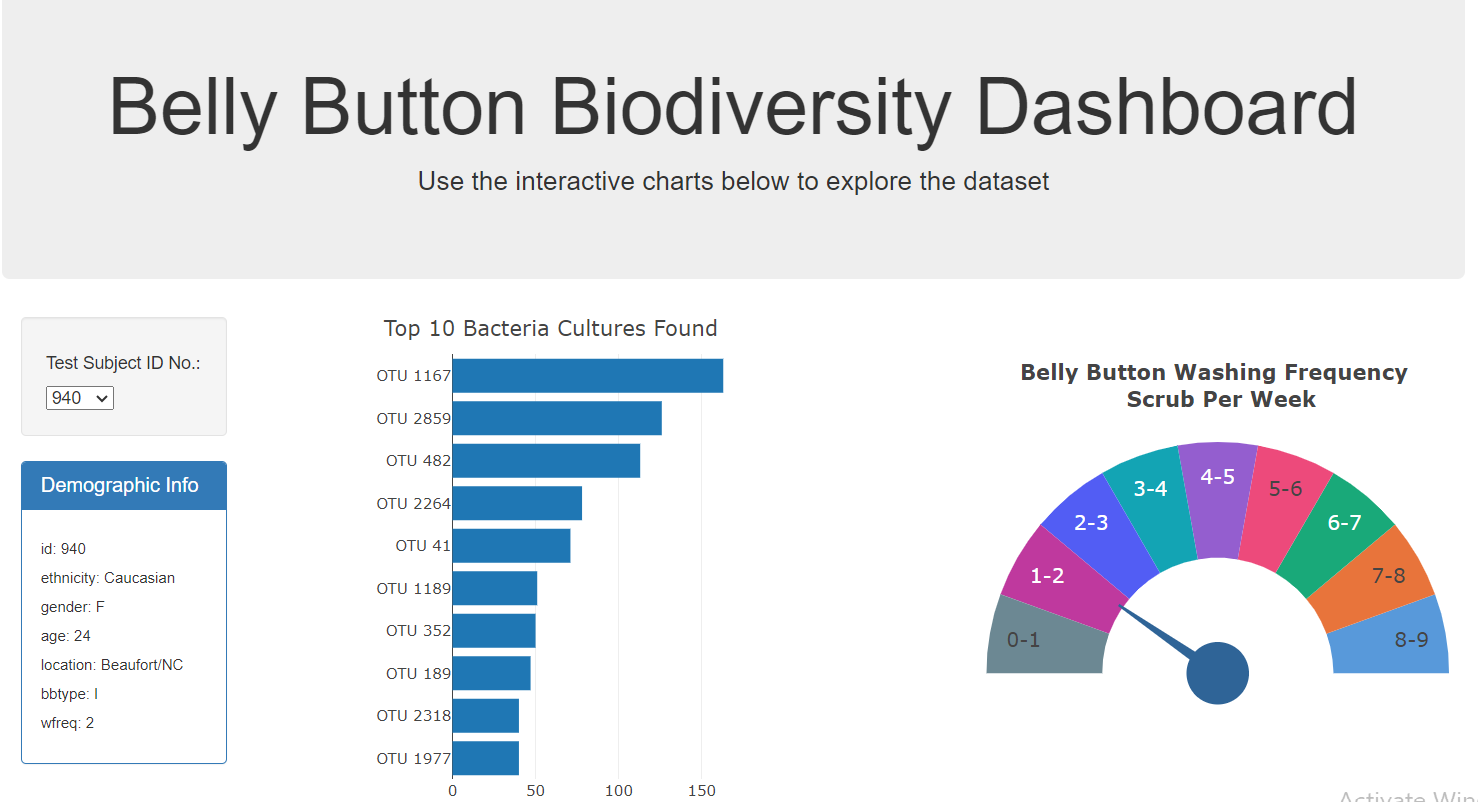 Belly Button Biodiversity Dashboard
Use the interactive charts below to explore the dataset
Test Subject ID No.:
940
Demographic Info
id: 940
ethnicity: Caucasian
gender: F
age: 24
location: Beaufort/NC
bbtype: I
wfreq: 2
Top 10 Bacteria Cultures Found
OTU 1167
OTU 2859
OTU 482
OTU 2264
OTU 41
OTU 1189
OTU 352
OTU 189
OTU 2318
OTU 1977
0 50 100 150
Belly Button Washing Frequency
Scrub Per Week
0-1
1-2
2-3
3-4
4-5
5-6
6-7
7-8
8-9
Activate Win